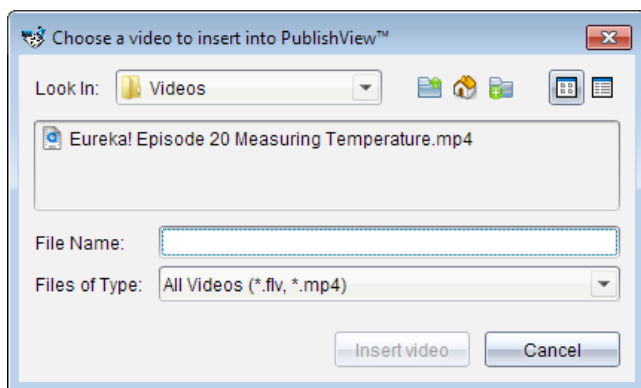 Choose a video to insert into PublishView™
Look In: Videos
Eureka! Episode 20 Measuring Temperature.mp4
File Name:
Files of Type: All Videos (*.flv, *.mp4)
Insert video Cancel